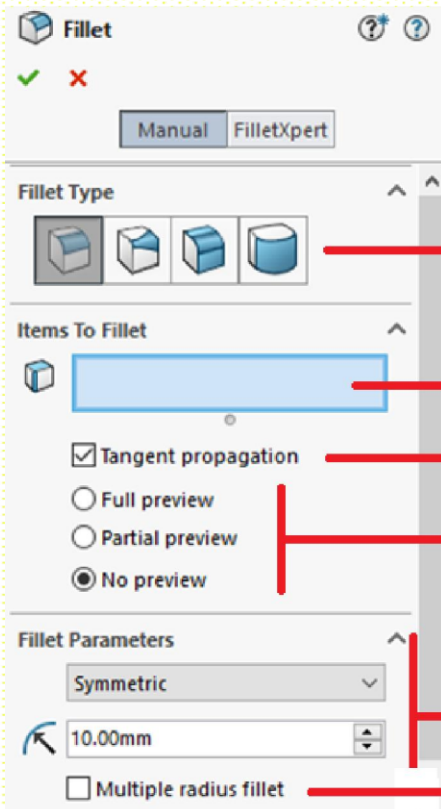 Fillet
Manual FilletXpert
Fillet Type
Items To Fillet
Tangent propagation
Full preview
Partial preview
No preview
Fillet Parameters
Symmetric
10.00mm
Multiple radius fillet